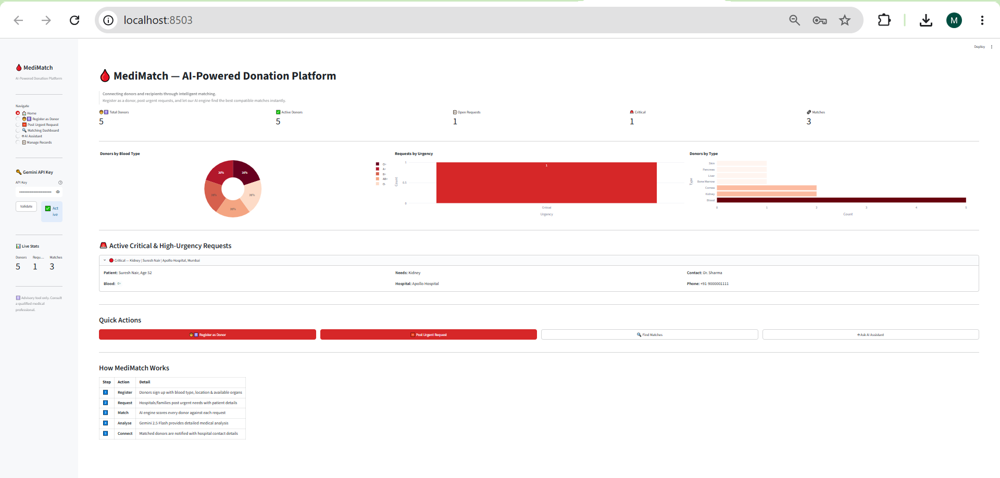 localhost:8503
M
Deploy
MediMatch
AI-Powered Donation Platform
Navigate
Home
Register as Donor
Post Urgent Request
Matching Dashboard
AI Assistant
Manage Records
Gemini API Key
API Key
Validate
Act
ive
Live Stats
Donors Requ... Matches
5 1 3
Advisory tool only. Consult
a qualified medical
professional.
MediMatch — AI-Powered Donation Platform
Connecting donors and recipients through intelligent matching.
Register as a donor, post urgent requests, and let our AI engine find the best compatible matches instantly.
Total Donors
5
Active Donors
5
Open Requests
1
Critical
1
Matches
3
Donors by Blood Type
20%
20%
20%
20%
20%
O+
A+
B+
AB+
O-
Requests by Urgency
1
1
0.5
0
Count
Critical
Urgency
Donors by Type
Skin
Pancreas
Liver
Bone Marrow
Cornea
Kidney
Blood
Type
0 1 2 3 4 5
Count
Active Critical & High-Urgency Requests
Critical — Kidney | Suresh Nair | Apollo Hospital, Mumbai
Patient: Suresh Nair, Age 52
Needs: Kidney
Contact: Dr. Sharma
Blood: O+
Hospital: Apollo Hospital
Phone: +91 9000001111
Quick Actions
Register as Donor
Post Urgent Request
Find Matches
Ask AI Assistant
How MediMatch Works
Step Action Detail
1 Register Donors sign up with blood type, location & available organs
2 Request Hospitals/families post urgent needs with patient details
3 Match AI engine scores every donor against each request
4 Analyse Gemini 2.5 Flash provides detailed medical analysis
5 Connect Matched donors are notified with hospital contact details